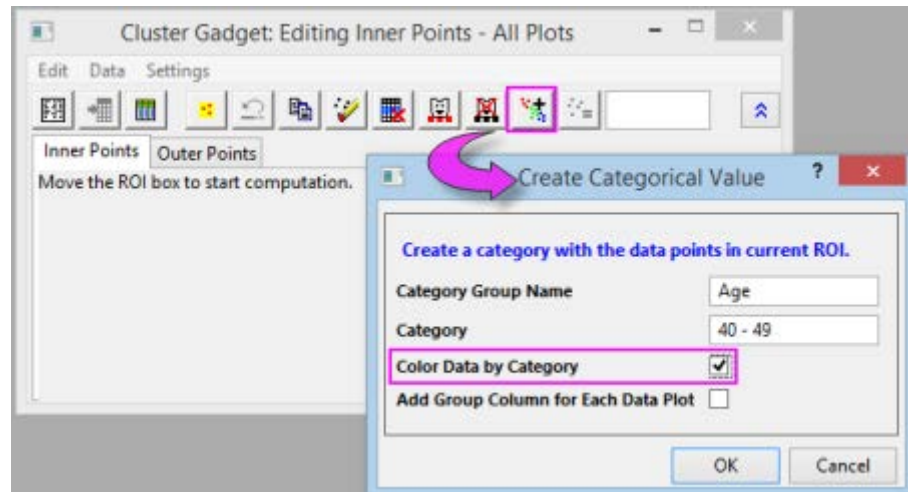 Cluster Gadget: Editing Inner Points - All Plots
Edit Data Settings
Inner Points Outer Points
Move the ROI box to start computation.
Create Categorical Value ?
Create a category with the data points in current ROI.
Category Group Name Age
Category 40 - 49
Color Data by Category
Add Group Column for Each Data Plot
OK Cancel